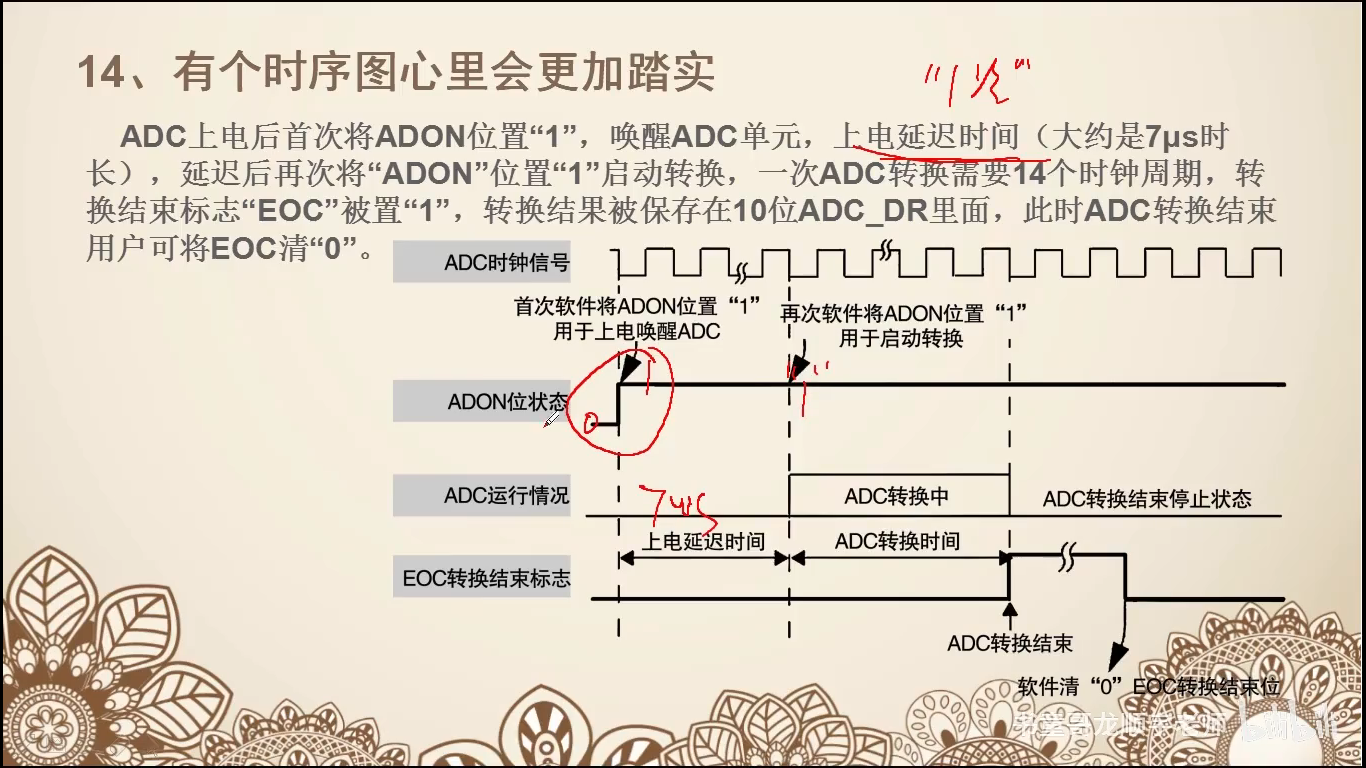 14、有个时序图心里会更加踏实
ADC上电后首次将ADON位置“1”，唤醒ADC单元，上电延迟时间（大约是7μs时
长），延迟后再次将“ADON”位置“1”启动转换，一次ADC转换需要14个时钟周期，转
换结束标志“EOC”被置“1”，转换结果被保存在10位ADC_DR里面，此时ADC转换结束
用户可将EOC清“0”。
ADC时钟信号
首次软件将ADON位置“1”
用于上电唤醒ADC
再次软件将ADON位置“1”
用于启动转换
ADON位状态
0
1
“1”
ADC运行情况
7us
ADC转换中
ADC转换结束停止状态
上电延迟时间
ADC转换时间
EOC转换结束标志
ADC转换结束
软件清“0”EOC转换结束位
龙顺宇老师
bilibili